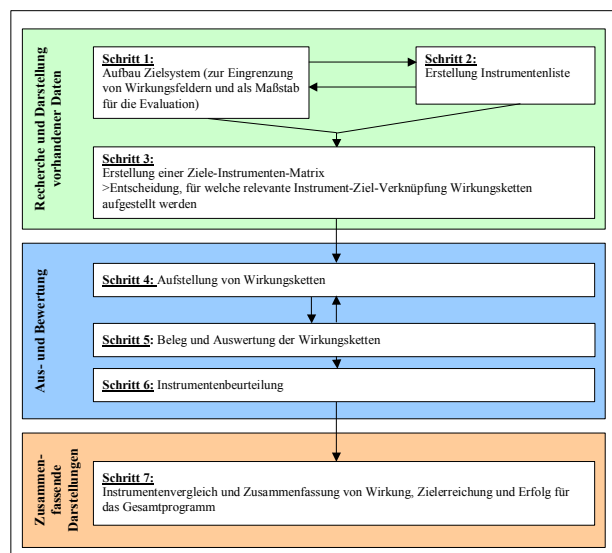 Recherche und Darstellung
vorhandener Daten
Schritt 1:
Aufbau Zielsystem (zur Eingrenzung
von Wirkungsfeldern und als Maßstab
für die Evaluation)
Schritt 2:
Erstellung Instrumentenliste
Schritt 3:
Erstellung einer Ziele-Instrumenten-Matrix
>Entscheidung, für welche relevante Instrument-Ziel-Verknüpfung Wirkungsketten
aufgestellt werden
Aus- und Bewertung
Schritt 4: Aufstellung von Wirkungsketten
Schritt 5: Beleg und Auswertung der Wirkungsketten
Schritt 6: Instrumentenbeurteilung
Zusammen-
fassende
Darstellungen
Schritt 7:
Instrumentenvergleich und Zusammenfassung von Wirkung, Zielerreichung und Erfolg für
das Gesamtprogramm